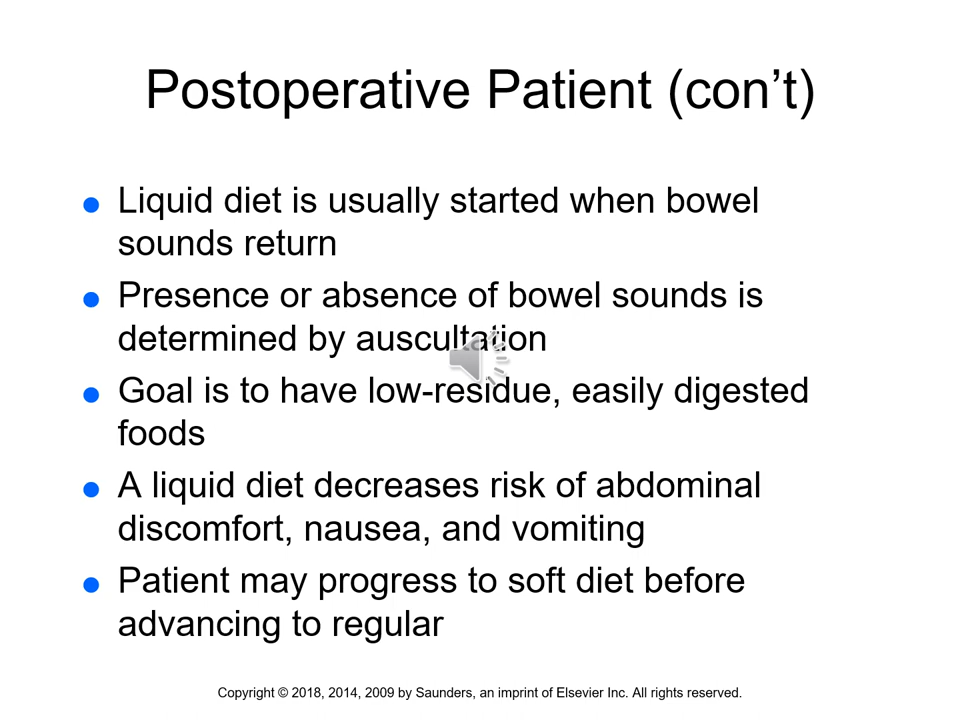 Postoperative Patient (con’t)
Liquid diet is usually started when bowel
sounds return
Presence or absence of bowel sounds is
determined by auscultation
Goal is to have low-residue, easily digested
foods
A liquid diet decreases risk of abdominal
discomfort, nausea, and vomiting
Patient may progress to soft diet before
advancing to regular
Copyright © 2018, 2014, 2009 by Saunders, an imprint of Elsevier Inc. All rights reserved.